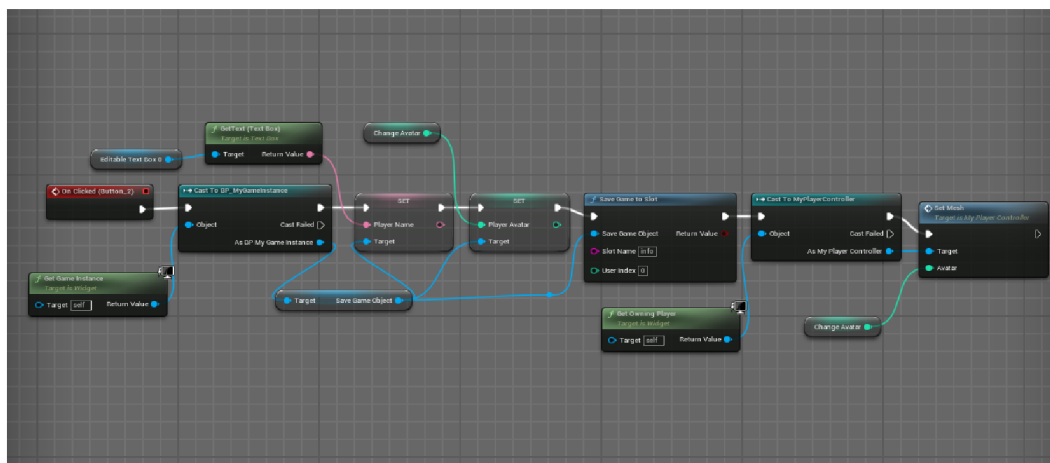 f GetText (Text Box)
Target is Text Box
Target Return Value
Change Avatar
Editable Text Box 0
On Clicked (Button_2)
Cast To BP_MyGameInstance
Object Cast Failed
As BP My Game Instance
SET
Player Name
Target
SET
Player Avatar
Target
f Save Game to Slot
Save Game Object Return Value
Slot Name info
User Index 0
Cast To MyPlayerController
Object Cast Failed
As My Player Controller
Set Mesh
Target is My Player Controller
Target
Avatar
f Get Game Instance
Target is Widget
Target self Return Value
Target Save Game Object
f Get Owning Player
Target is Widget
Target self Return Value
Change Avatar